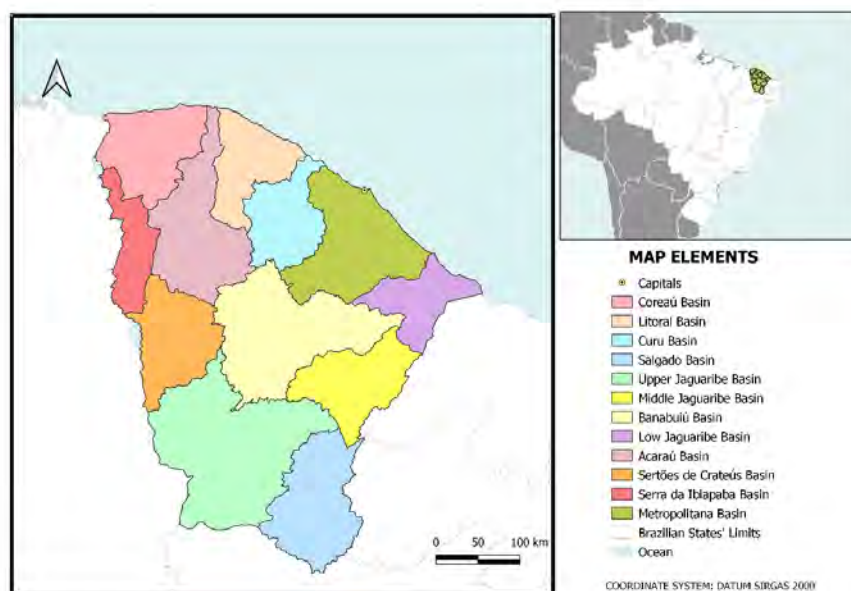 MAP ELEMENTS
Capitals
Coreaú Basin
Litoral Basin
Curu Basin
Salgado Basin
Upper Jaguaribe Basin
Middle Jaguaribe Basin
Banabuiú Basin
Low Jaguaribe Basin
Acaraú Basin
Sertões de Crateús Basin
Serra da Ibiapaba Basin
Metropolitana Basin
Brazilian States' Limits
Ocean
0 50 100 km
COORDINATE SYSTEM: DATUM SIRGAS 2000